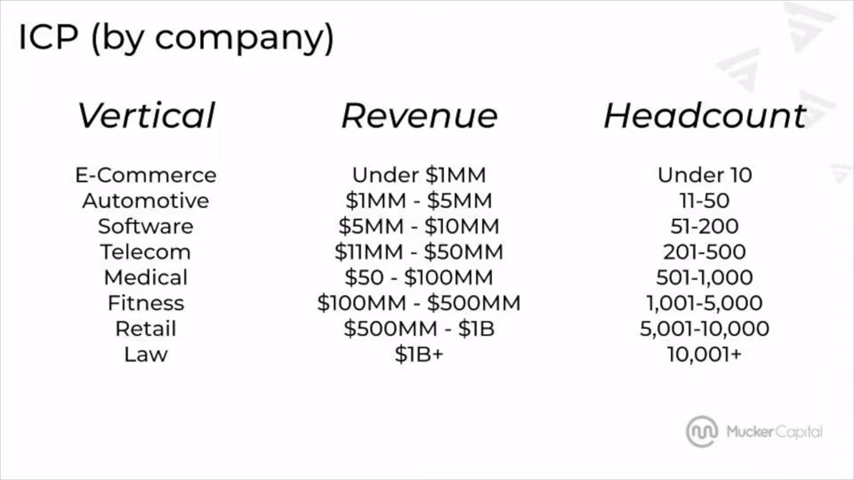 ICP (by company)
Vertical Revenue Headcount
E-Commerce Under $1MM Under 10
Automotive $1MM - $5MM 11-50
Software $5MM - $10MM 51-200
Telecom $11MM - $50MM 201-500
Medical $50 - $100MM 501-1,000
Fitness $100MM - $500MM 1,001-5,000
Retail $500MM - $1B 5,001-10,000
Law $1B+ 10,001+
MuckerCapital